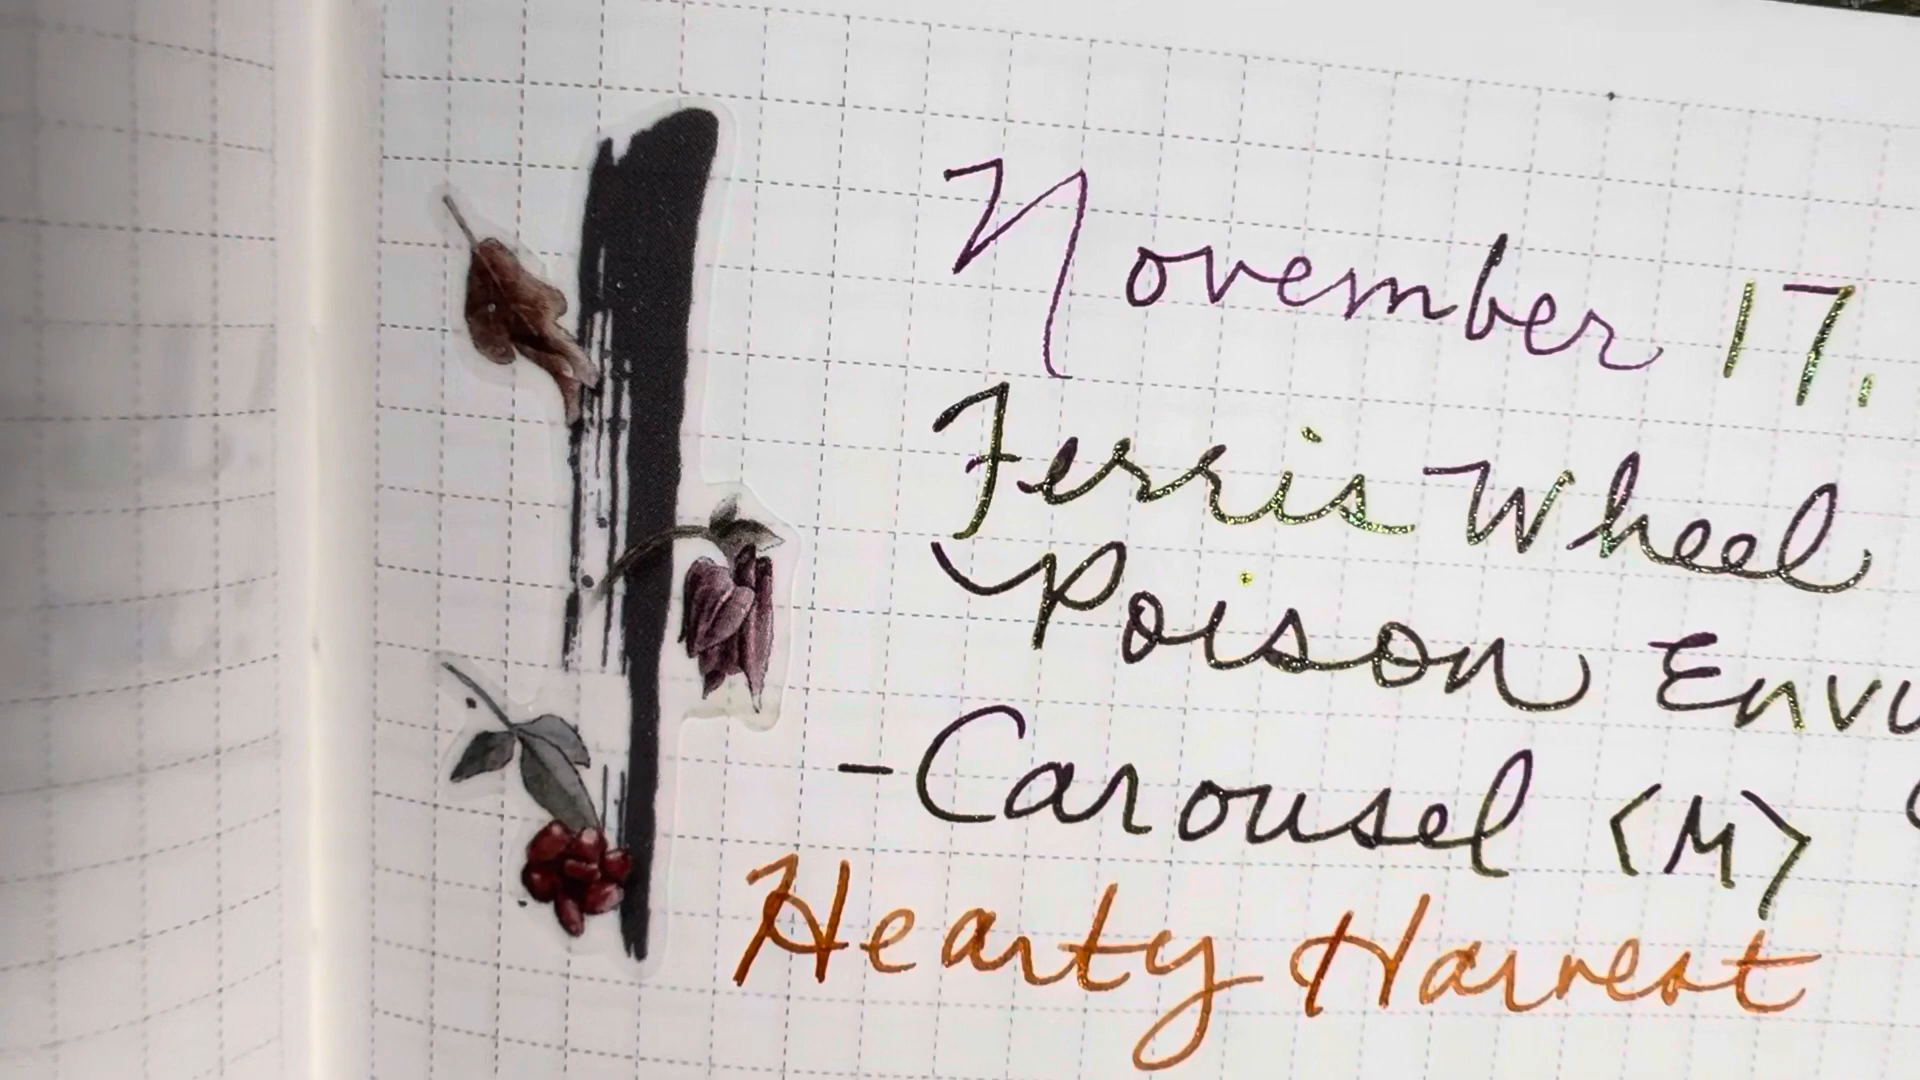 November 17,
Ferris Wheel
Poison Envy
-Carousel <M>
Hearty Harvest